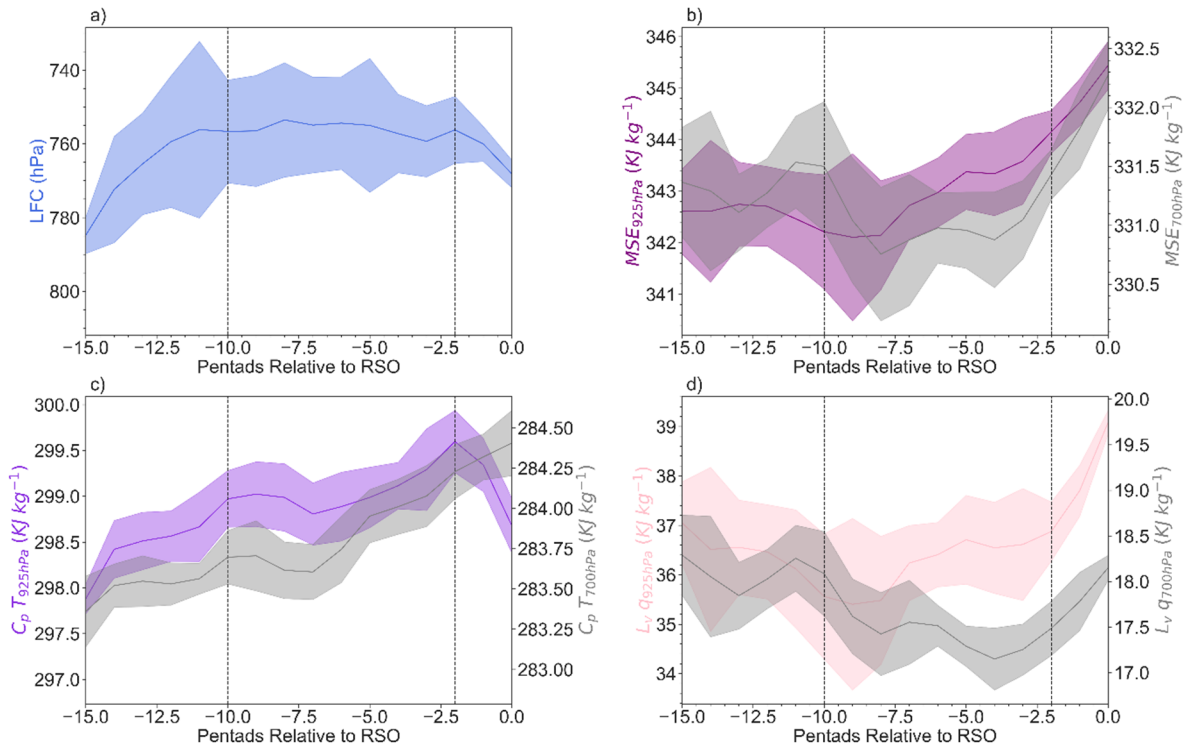 a)
740
760
780
800
LFC (hPa)
−15.0 −12.5 −10.0 −7.5 −5.0 −2.5 0.0
Pentads Relative to RSO
b)
346
345
344
343
342
341
MSE925hPa (KJ kg−1)
332.5
332.0
331.5
331.0
330.5
MSE700hPa (KJ kg−1)
−15.0 −12.5 −10.0 −7.5 −5.0 −2.5 0.0
Pentads Relative to RSO
c)
300.0
299.5
299.0
298.5
298.0
297.5
297.0
Cp T925hPa (KJ kg−1)
284.50
284.25
284.00
283.75
283.50
283.25
283.00
Cp T700hPa (KJ kg−1)
−15.0 −12.5 −10.0 −7.5 −5.0 −2.5 0.0
Pentads Relative to RSO
d)
39
38
37
36
35
34
Lv q925hPa (KJ kg−1)
20.0
19.5
19.0
18.5
18.0
17.5
17.0
Lv q700hPa (KJ kg−1)
−15.0 −12.5 −10.0 −7.5 −5.0 −2.5 0.0
Pentads Relative to RSO